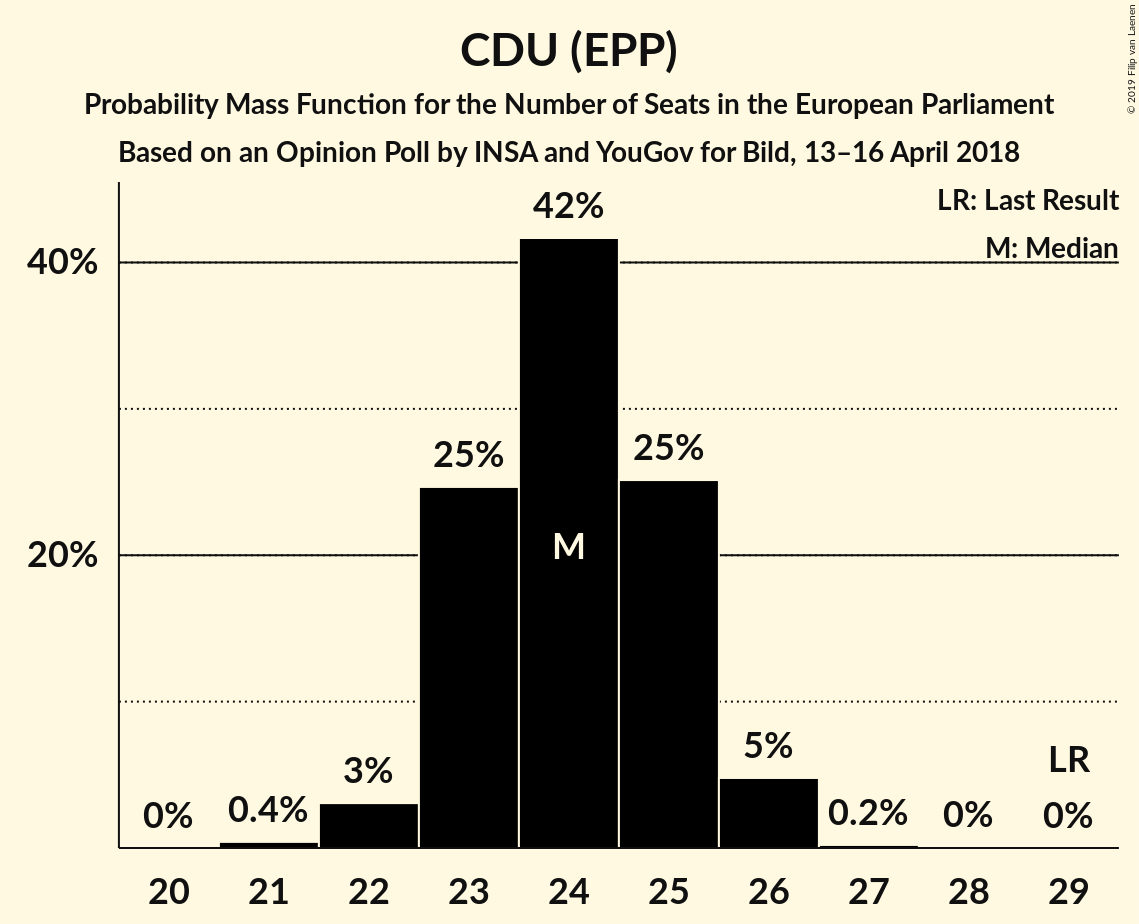 CDU (EPP)
Probability Mass Function for the Number of Seats in the European Parliament
Based on an Opinion Poll by INSA and YouGov for Bild, 13–16 April 2018
© 2019 Filip van Laenen
LR: Last Result
M: Median
40%
20%
0%
0.4%
3%
25%
42%
M
25%
5%
0.2%
0%
LR
0%
20 21 22 23 24 25 26 27 28 29